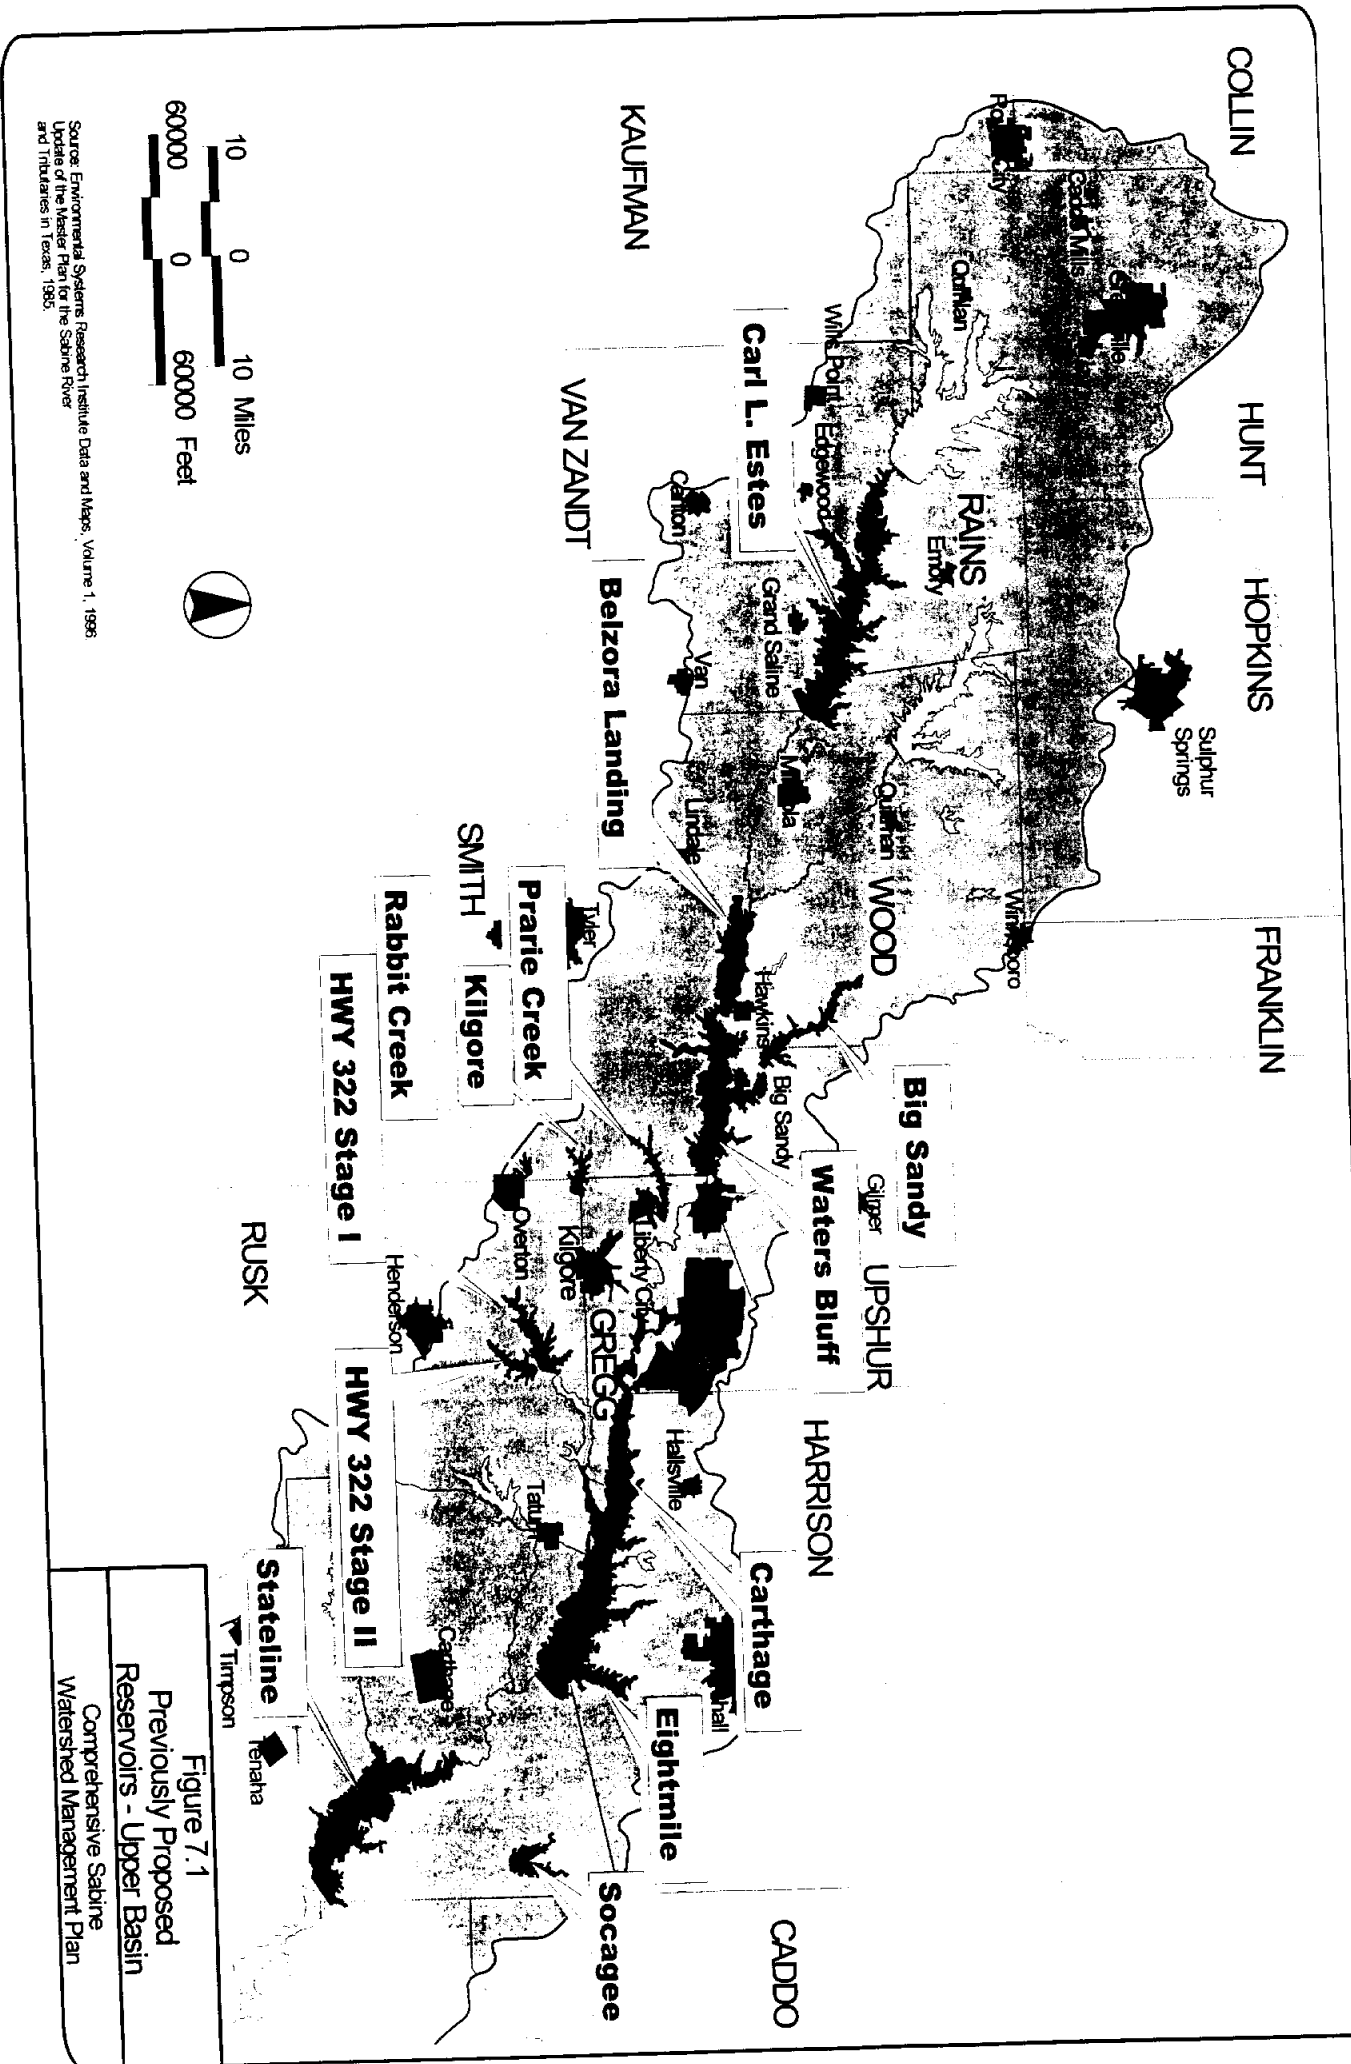 COLLIN
HUNT
HOPKINS
FRANKLIN
Sulphur
Springs
Caddo Mills
Quinlan
RAINS
Emory
KAUFMAN
Wills Point
Edgewood
Carl L. Estes
Canton
VAN ZANDT
Grand Saline
Van
Quitman
WOOD
Lindale
Belzora Landing
Hawkins
Big Sandy
Big Sandy
Gilmer
UPSHUR
Waters Bluff
Tyler
SMITH
Prarie Creek
Kilgore
Rabbit Creek
HWY 322 Stage I
Overton
Kilgore
Liberty City
GREGG
Henderson
RUSK
HARRISON
Hallsville
Tatum
HWY 322 Stage II
Carthage
Eightmile
Socagee
CADDO
Carthage
Stateline
Timpson
Tenaha
10 0 10 Miles
60000 0 60000 Feet
Source: Environmental Systems Research Institute Data and Maps, Volume 1, 1996
Update of the Master Plan for the Sabine River
and Tributaries in Texas, 1985.
Figure 7.1
Previously Proposed
Reservoirs - Upper Basin
Comprehensive Sabine
Watershed Management Plan